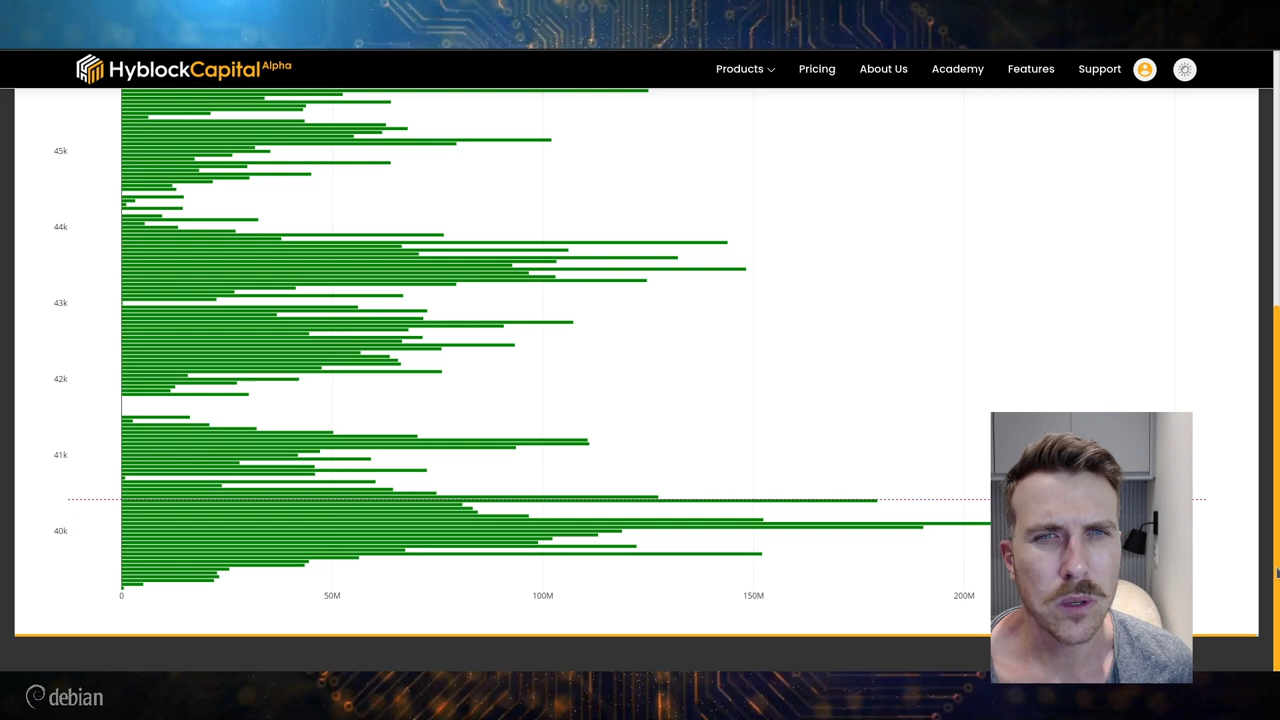 HyblockCapital Alpha Products Pricing About Us Academy Features Support
45k
44k
43k
42k
41k
40k
0 50M 100M 150M 200M
debian